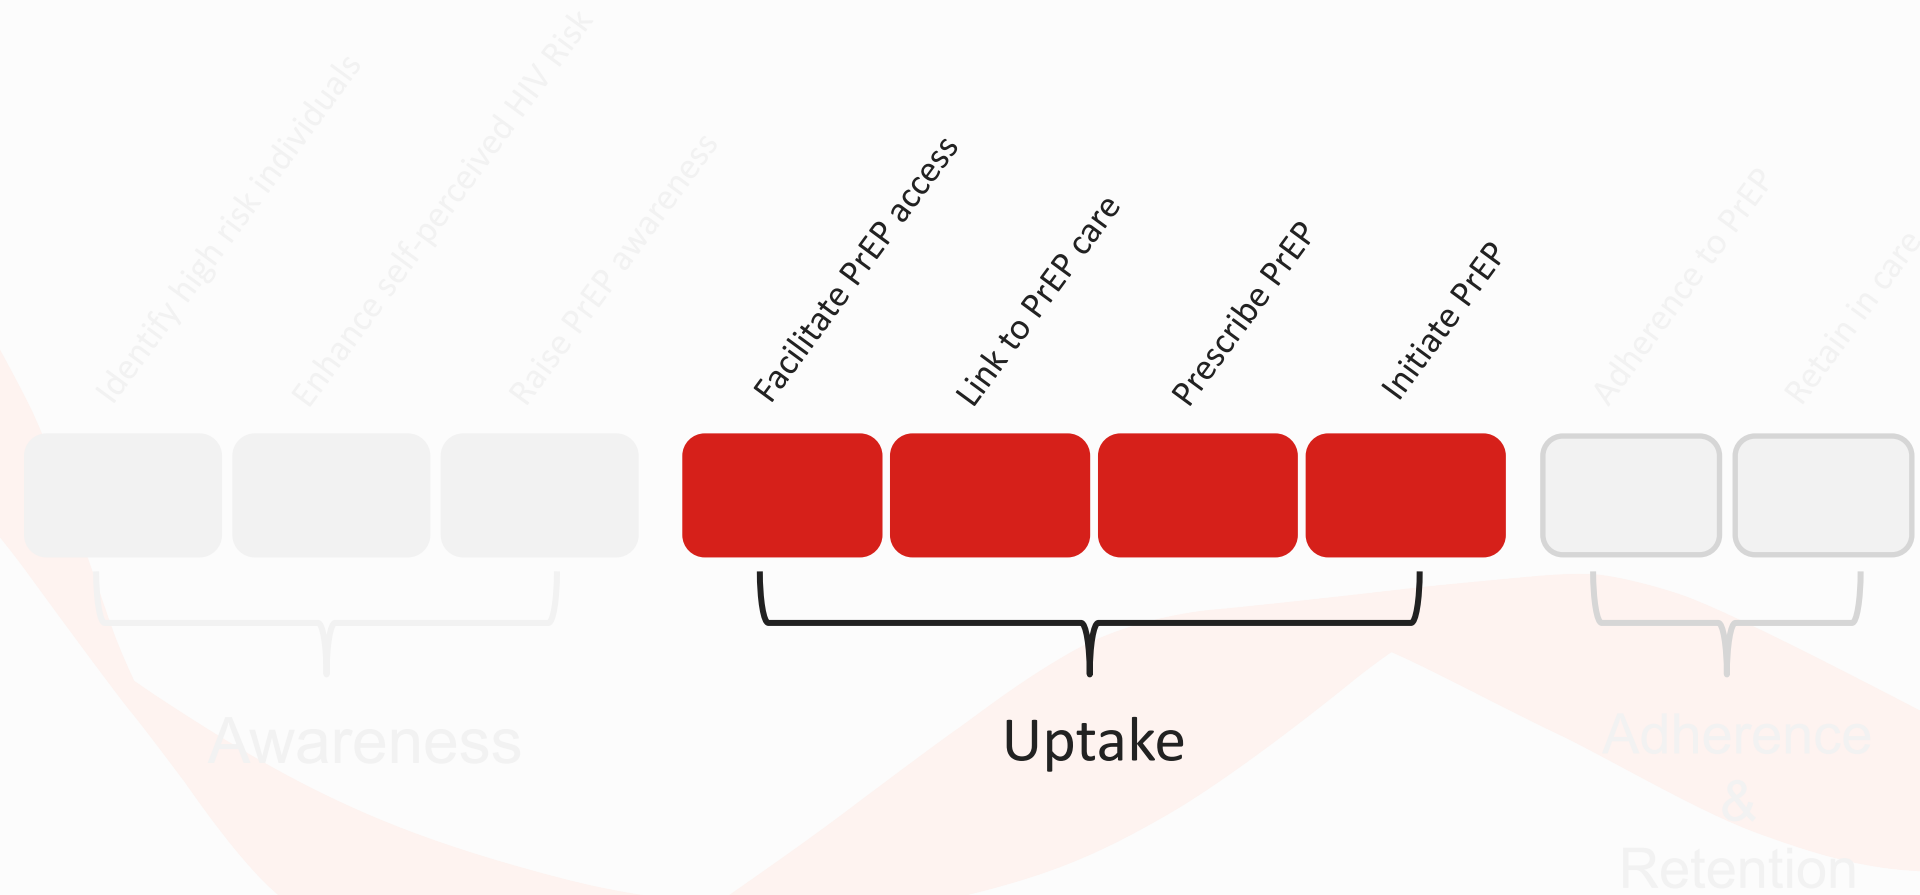 Identify high risk individuals
Enhance self-perceived HIV Risk
Raise PrEP awareness
Facilitate PrEP access
Link to PrEP care
Prescribe PrEP
Initiate PrEP
Adherence to PrEP
Retain in care
Awareness
Uptake
Adherence
&
Retention